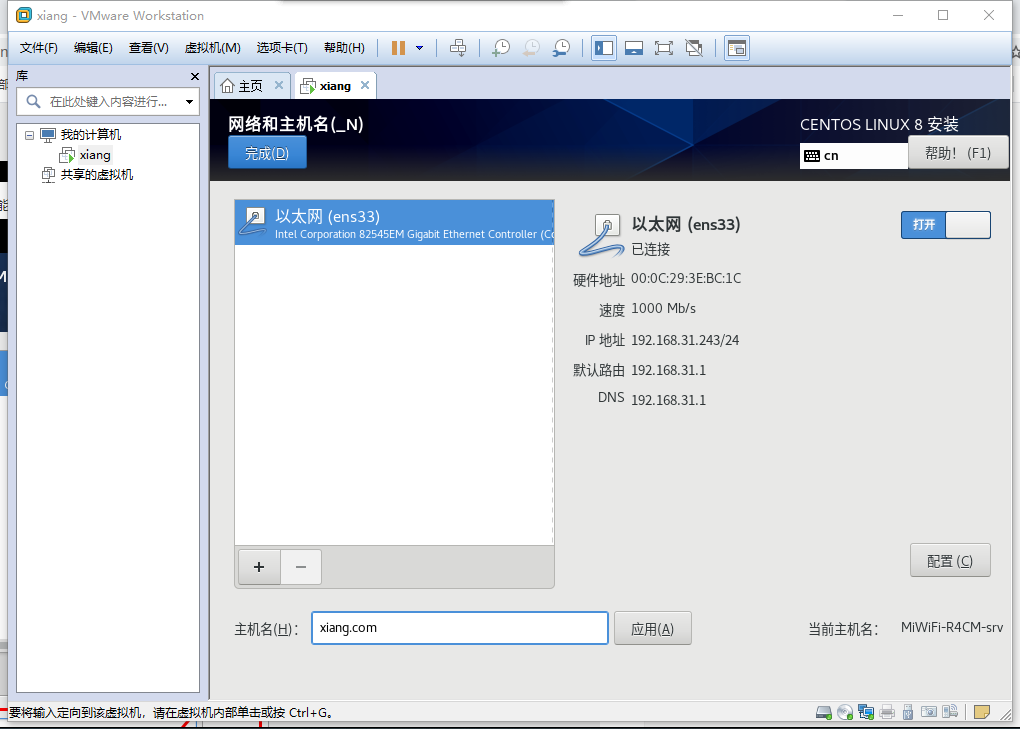 xiang - VMware Workstation
文件(F) 编辑(E) 查看(V) 虚拟机(M) 选项卡(T) 帮助(H)
库
在此处键入内容进行...
我的计算机
xiang
共享的虚拟机
主页
xiang
网络和主机名(_N)
完成(D)
CENTOS LINUX 8 安装
cn
帮助！ (F1)
以太网 (ens33)
Intel Corporation 82545EM Gigabit Ethernet Controller (Co
以太网 (ens33)
已连接
打开
硬件地址 00:0C:29:3E:BC:1C
速度 1000 Mb/s
IP 地址 192.168.31.243/24
默认路由 192.168.31.1
DNS 192.168.31.1
+ −
配置 (C)
主机名(H)： xiang.com 应用(A) 当前主机名： MiWiFi-R4CM-srv
要将输入定向到该虚拟机，请在虚拟机内部单击或按 Ctrl+G。